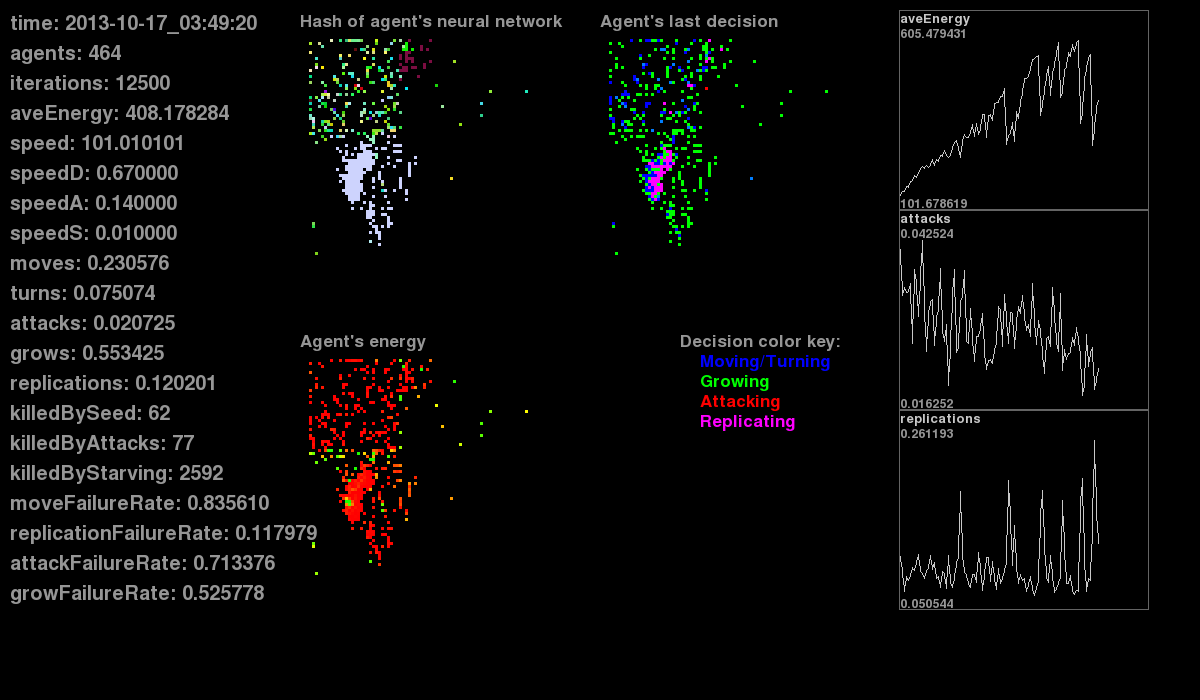 time: 2013-10-17_03:49:20
agents: 464
iterations: 12500
aveEnergy: 408.178284
speed: 101.010101
speedD: 0.670000
speedA: 0.140000
speedS: 0.010000
moves: 0.230576
turns: 0.075074
attacks: 0.020725
grows: 0.553425
replications: 0.120201
killedBySeed: 62
killedByAttacks: 77
killedByStarving: 2592
moveFailureRate: 0.835610
replicationFailureRate: 0.117979
attackFailureRate: 0.713376
growFailureRate: 0.525778
Hash of agent's neural network
Agent's last decision
Agent's energy
Decision color key:
Moving/Turning
Growing
Attacking
Replicating
aveEnergy
605.479431
101.678619
attacks
0.042524
0.016252
replications
0.261193
0.050544